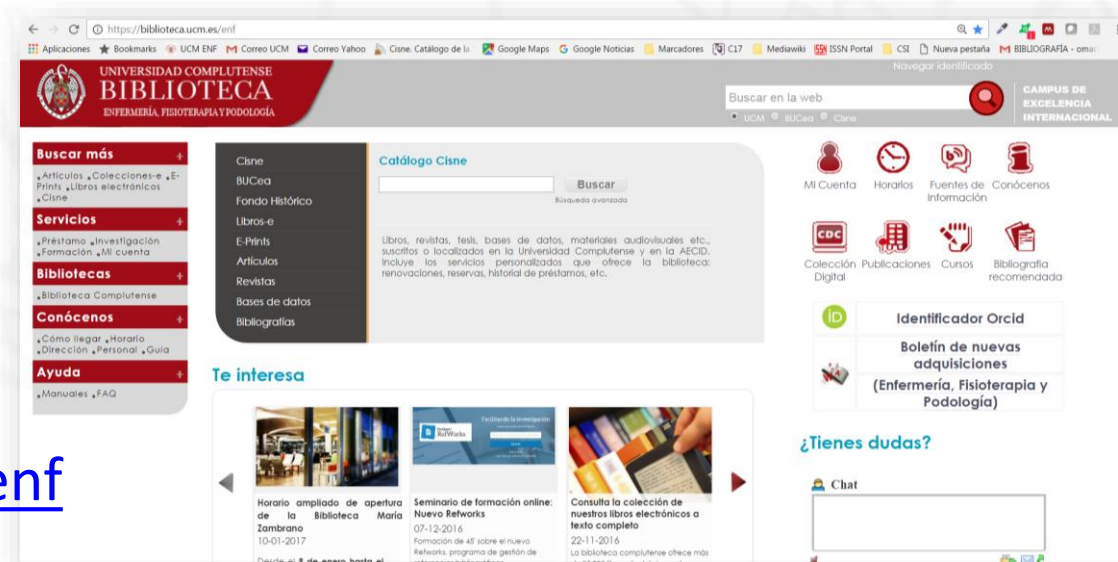 https://biblioteca.ucm.es/enf
Aplicaciones Bookmarks UCM ENF Correo UCM Correo Yahoo Cisne. Catálogo de la Google Maps Google Noticias Marcadores C17 Mediawiki ISSN Portal CSI Nueva pestaña BIBLIOGRAFÍA - omar
UNIVERSIDAD COMPLUTENSE
BIBLIOTECA
ENFERMERÍA, FISIOTERAPIA Y PODOLOGÍA
Navegar identificado
Buscar en la web
UCM BUCea Cisne
CAMPUS DE
EXCELENCIA
INTERNACIONAL
Buscar más +
Artículos Colecciones-e E-
Prints Libros electrónicos
Cisne
Servicios +
Préstamo Investigación
Formación Mi cuenta
Bibliotecas +
Biblioteca Complutense
Conócenos +
Cómo llegar Horario
Dirección Personal Guía
Ayuda +
Manuales FAQ
Cisne
BUCea
Fondo Histórico
Libros-e
E-Prints
Artículos
Revistas
Bases de datos
Bibliografías
Catálogo Cisne
Buscar
Búsqueda avanzada
Libros, revistas, tesis, bases de datos, materiales audiovisuales etc.,
suscritos o localizados en la Universidad Complutense y en la AECID.
Incluye los servicios personalizados que ofrece la biblioteca:
renovaciones, reservas, historial de préstamos, etc.
Mi Cuenta Horarios Fuentes de Conócenos
Información
CDC
Colección Publicaciones Cursos Bibliografía
Digital recomendada
iD Identificador Orcid
Boletín de nuevas
adquisiciones
(Enfermería, Fisioterapia y
Podología)
Te interesa
RefWorks
Horario ampliado de apertura
de la Biblioteca María
Zambrano
10-01-2017
Desde el 9 de enero hasta el
Seminario de formación online:
Nuevo Refworks
07-12-2016
Formación de 45' sobre el nuevo
Refworks, programa de gestión de
Consulta la colección de
nuestros libros electrónicos a
texto completo
22-11-2016
La biblioteca complutense ofrece más
¿Tienes dudas?
Chat
enf